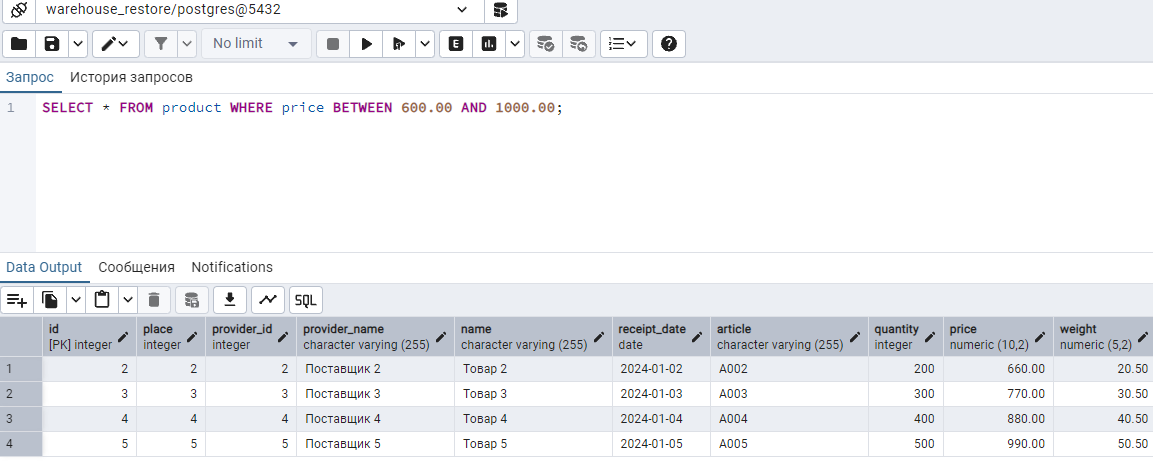 warehouse_restore/postgres@5432
No limit
E
Запрос История запросов
1 SELECT * FROM product WHERE price BETWEEN 600.00 AND 1000.00;
Data Output Сообщения Notifications
SQL
id place provider_id provider_name name receipt_date article quantity price weight
[PK] integer integer integer character varying (255) character varying (255) date character varying (255) integer numeric (10,2) numeric (5,2)
1 2 2 2 Поставщик 2 Товар 2 2024-01-02 A002 200 660.00 20.50
2 3 3 3 Поставщик 3 Товар 3 2024-01-03 A003 300 770.00 30.50
3 4 4 4 Поставщик 4 Товар 4 2024-01-04 A004 400 880.00 40.50
4 5 5 5 Поставщик 5 Товар 5 2024-01-05 A005 500 990.00 50.50